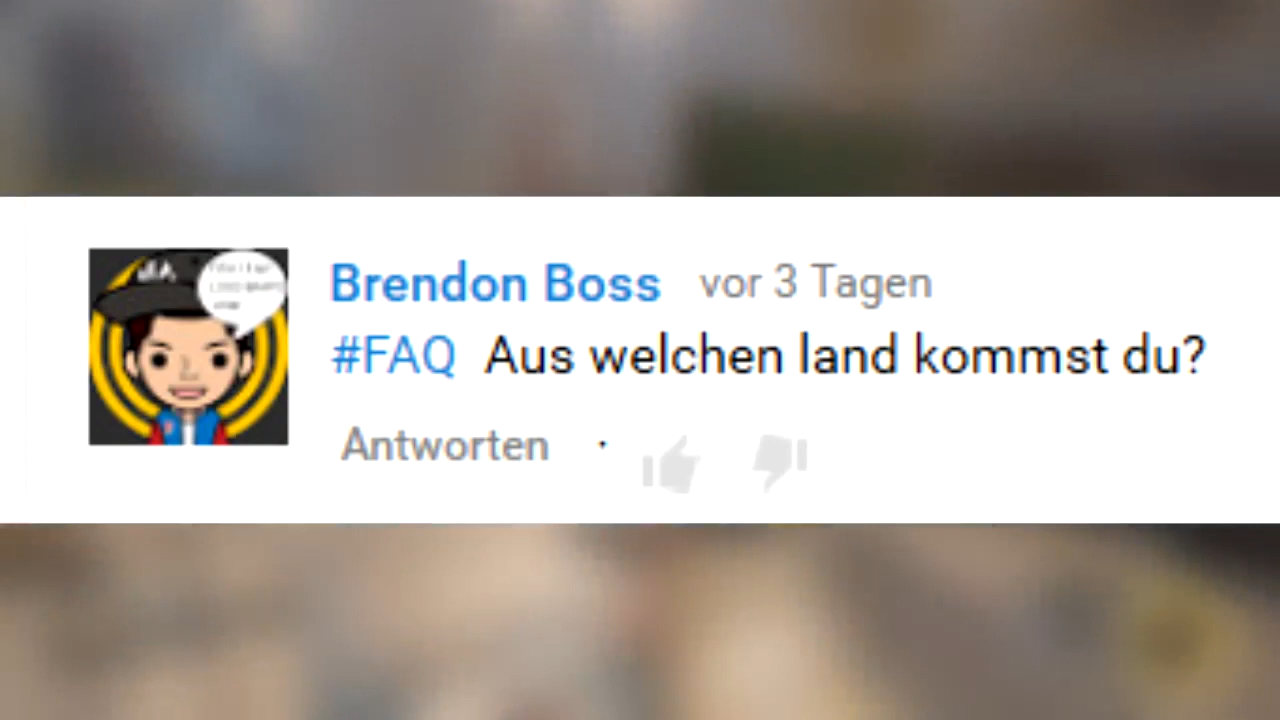 Brendon Boss vor 3 Tagen
#FAQ Aus welchen land kommst du?
Antworten ·